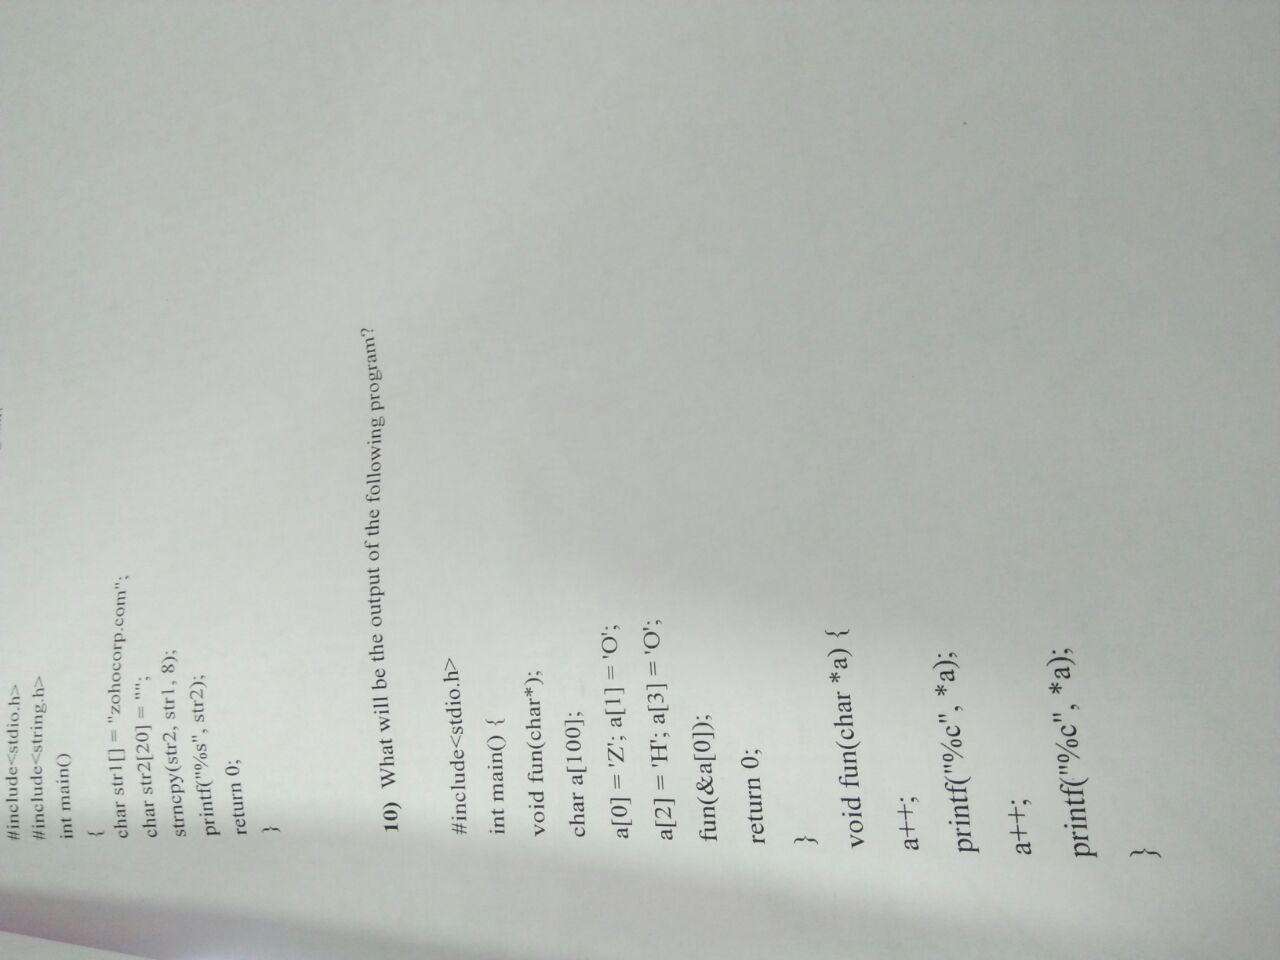 #include<stdio.h>
#include<string.h>
int main()
{
char str1[] = "zohocorp.com";
char str2[20] = "";
strncpy(str2, str1, 8);
printf("%s", str2);
return 0;
}
10) What will be the output of the following program?
#include<stdio.h>
int main() {
void fun(char*);
char a[100];
a[0] = 'Z'; a[1] = 'O';
a[2] = 'H'; a[3] = 'O';
fun(&a[0]);
return 0;
}
void fun(char *a) {
a++;
printf("%c", *a);
a++;
printf("%c", *a);
}